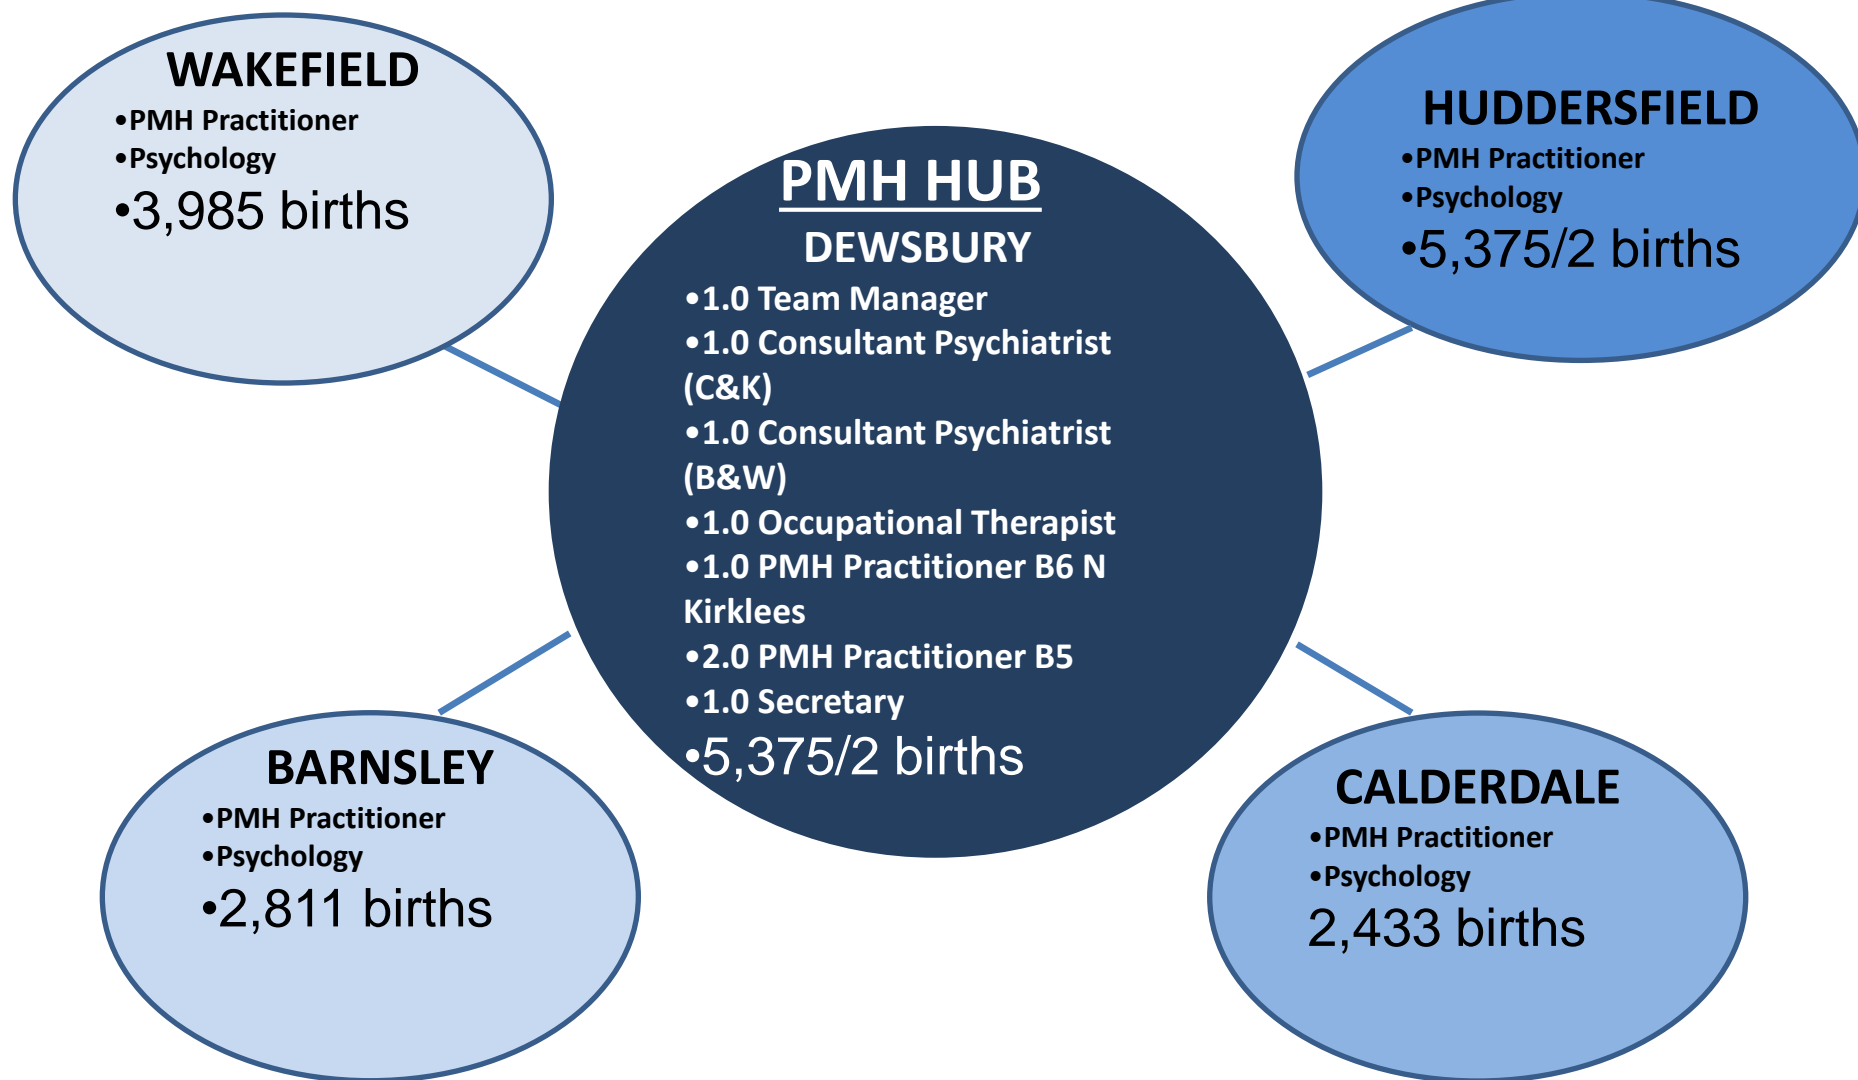 WAKEFIELD
•PMH Practitioner
•Psychology
•3,985 births
HUDDERSFIELD
•PMH Practitioner
•Psychology
•5,375/2 births
PMH HUB
DEWSBURY
•1.0 Team Manager
•1.0 Consultant Psychiatrist
(C&K)
•1.0 Consultant Psychiatrist
(B&W)
•1.0 Occupational Therapist
•1.0 PMH Practitioner B6 N
Kirklees
•2.0 PMH Practitioner B5
•1.0 Secretary
•5,375/2 births
BARNSLEY
•PMH Practitioner
•Psychology
•2,811 births
CALDERDALE
•PMH Practitioner
•Psychology
2,433 births